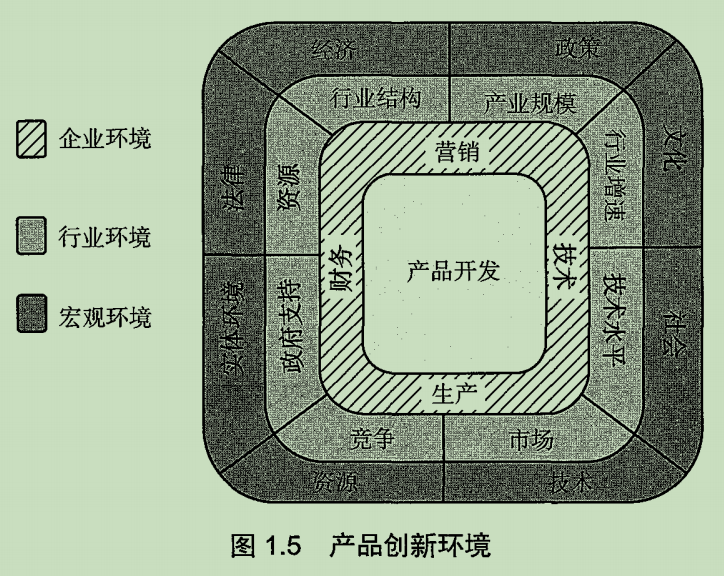 经济
政策
行业结构
产业规模
企业环境
营销
文化
行业增速
法律
资源
行业环境
财务
产品开发
技术
宏观环境
实体环境
政府支持
技术水平
社会
生产
竞争
市场
资源
技术
图 1.5 产品创新环境